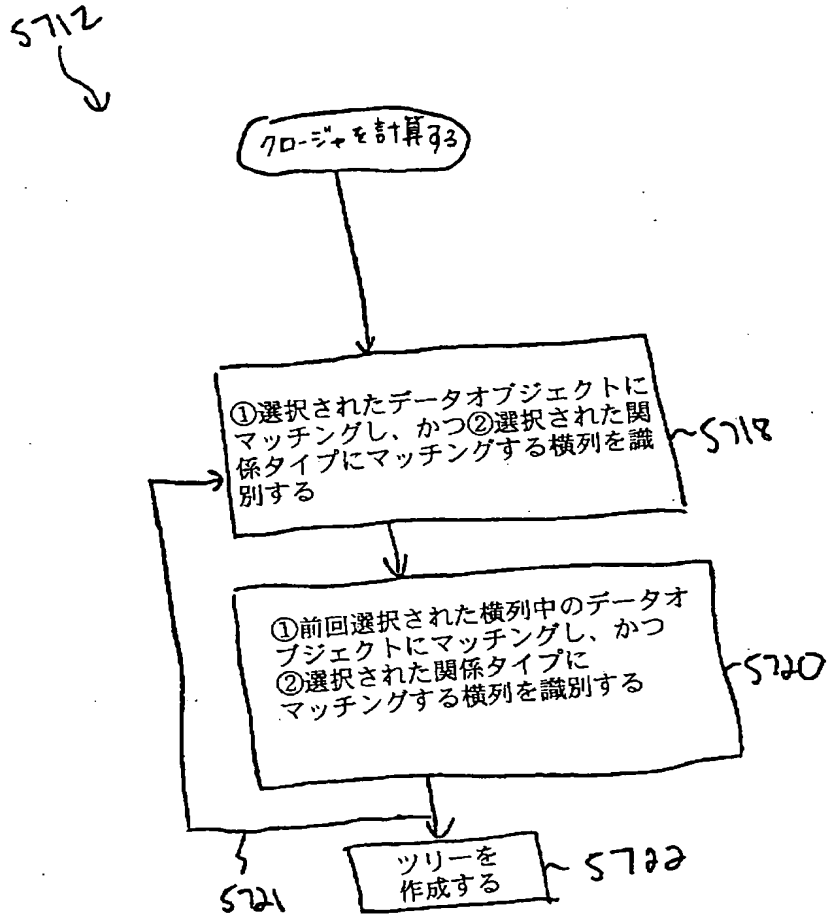 5712
クロージャを計算する
①選択されたデータオブジェクトに
マッチングし、かつ②選択された関
係タイプにマッチングする横列を識
別する
5718
①前回選択された横列中のデータオ
ブジェクトにマッチングし、かつ
②選択された関係タイプに
マッチングする横列を識別する
5720
ツリーを
作成する
5722
5721